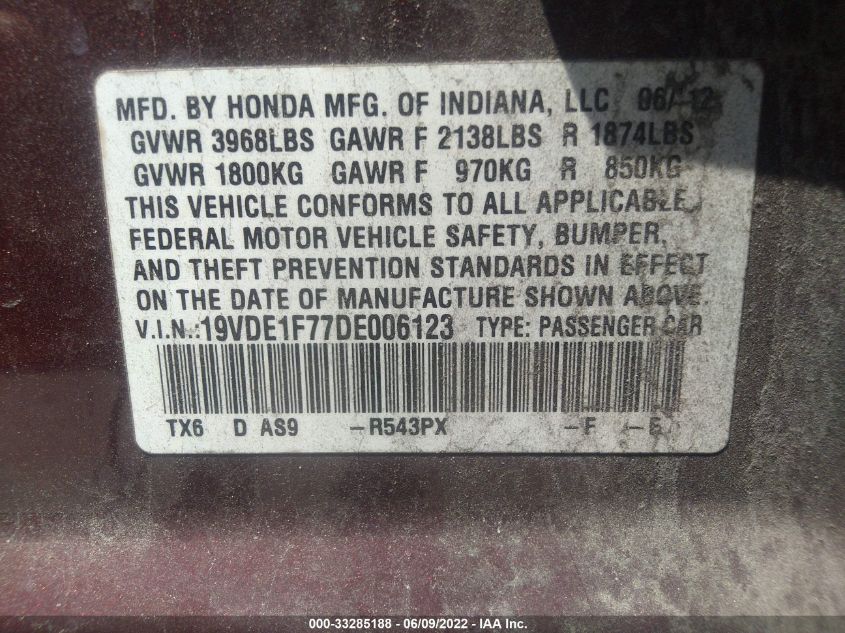 MFD. BY HONDA MFG. OF INDIANA, LLC 06/12
GVWR 3968LBS GAWR F 2138LBS R 1874LBS
GVWR 1800KG GAWR F 970KG R 850KG
THIS VEHICLE CONFORMS TO ALL APPLICABLE
FEDERAL MOTOR VEHICLE SAFETY, BUMPER,
AND THEFT PREVENTION STANDARDS IN EFFECT
ON THE DATE OF MANUFACTURE SHOWN ABOVE.
V.I.N.:19VDE1F77DE006123 TYPE: PASSENGER CAR
TX6 D AS9 -R543PX -F -E
000-33285188 - 06/09/2022 - IAA Inc.